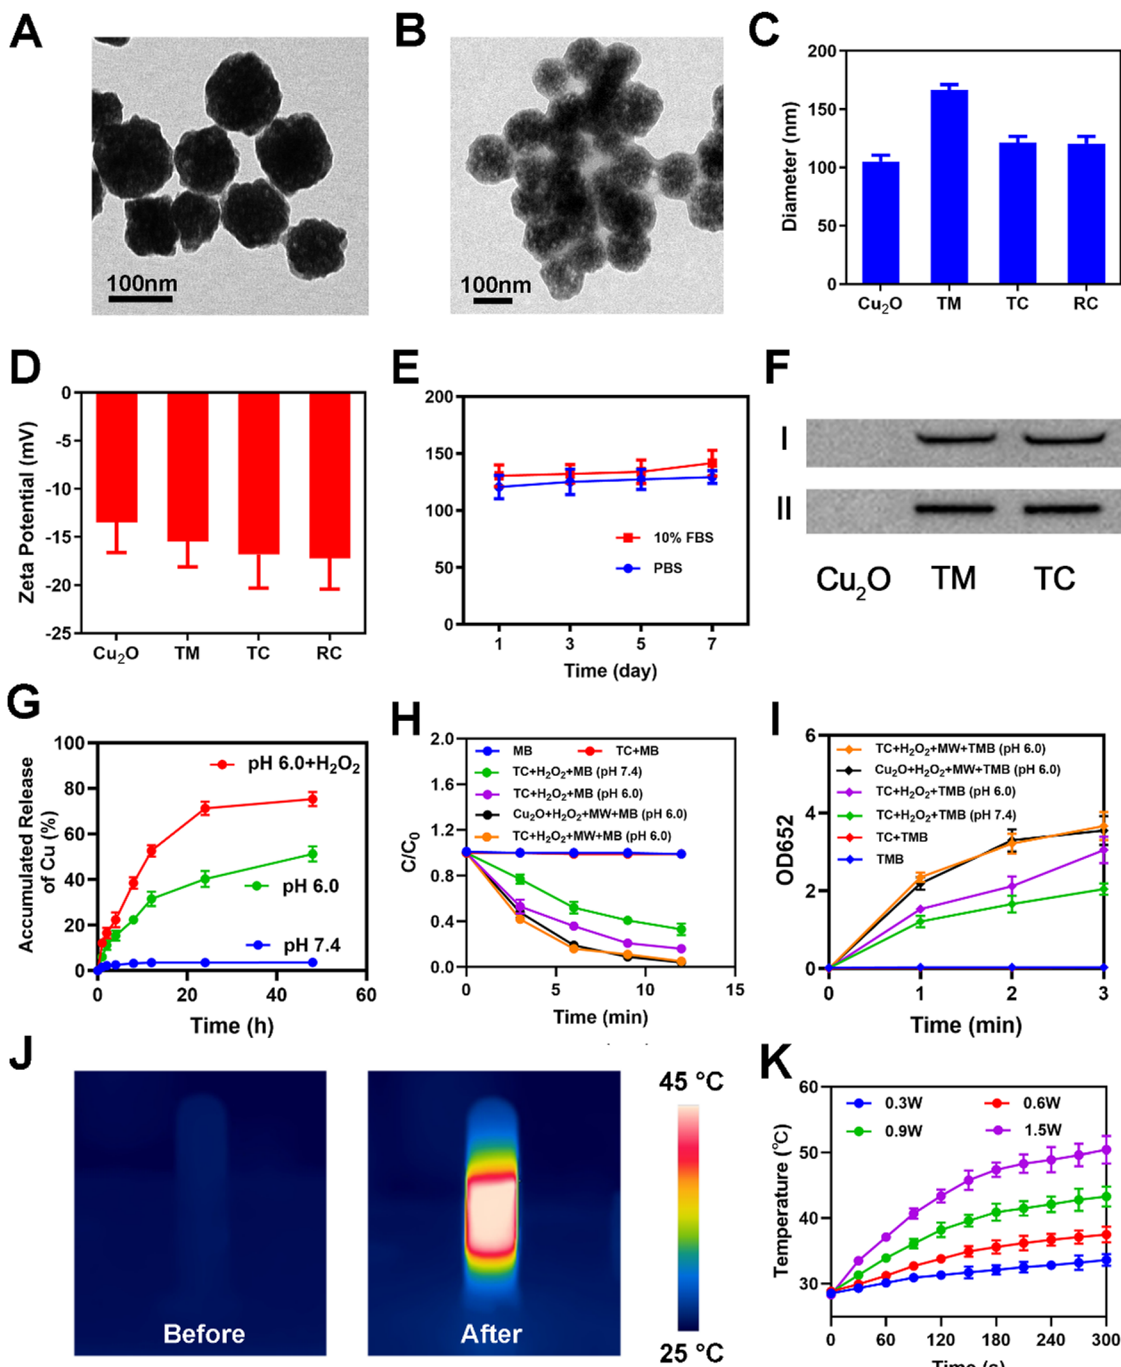 A
100nm
B
100nm
C
Diameter (nm)
200
150
100
50
0
Cu₂O TM TC RC
D
Zeta Potential (mV)
0
-5
-10
-15
-20
-25
Cu₂O TM TC RC
E
200
150
100
50
0
10% FBS
PBS
1 3 5 7
Time (day)
F
I
II
Cu₂O TM TC
G
Accumulated Release
of Cu (%)
100
80
60
40
20
0
pH 6.0+H₂O₂
pH 6.0
pH 7.4
0 20 40 60
Time (h)
H
C/C₀
2.0
1.6
1.2
0.8
0.4
0.0
MB TC+MB
TC+H₂O₂+MB (pH 7.4)
TC+H₂O₂+MB (pH 6.0)
Cu₂O+H₂O₂+MW+MB (pH 6.0)
TC+H₂O₂+MW+MB (pH 6.0)
0 5 10 15
Time (min)
I
OD652
6
4
2
0
TC+H₂O₂+MW+TMB (pH 6.0)
Cu₂O+H₂O₂+MW+TMB (pH 6.0)
TC+H₂O₂+TMB (pH 6.0)
TC+H₂O₂+TMB (pH 7.4)
TC+TMB
TMB
0 1 2 3
Time (min)
J
Before
After
45 °C
25 °C
K
Temperature (°C)
60
50
40
30
0.3W 0.6W
0.9W 1.5W
0 60 120 180 240 300
Time (s)